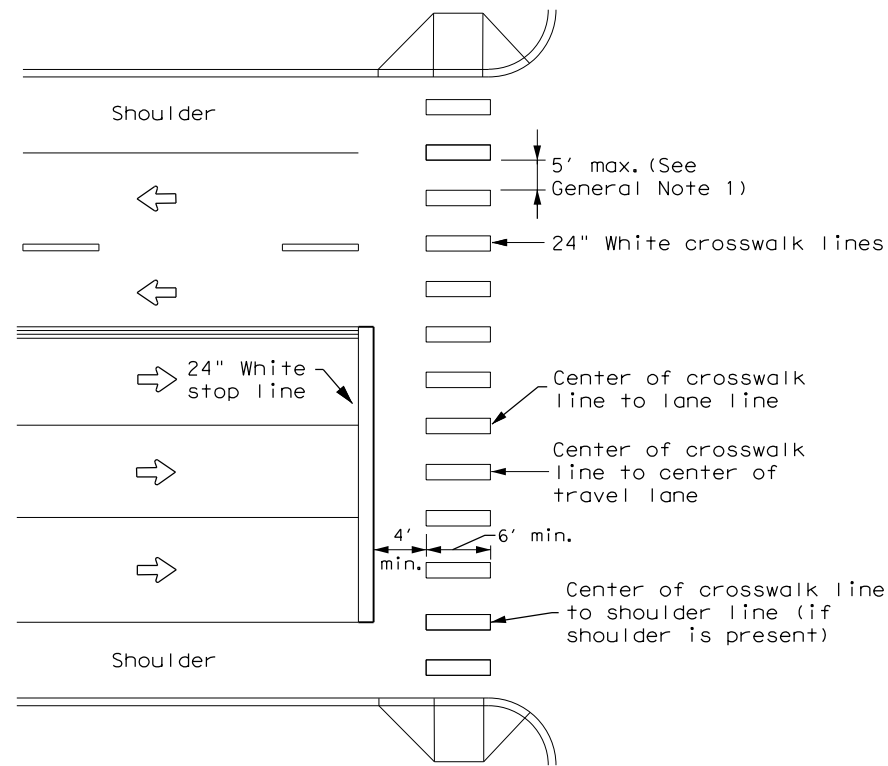 Shoulder
5' max. (See
General Note 1)
24" White crosswalk lines
24" White
stop line
Center of crosswalk
line to lane line
Center of crosswalk
line to center of
travel lane
4'
min.
6' min.
Center of crosswalk line
to shoulder line (if
shoulder is present)
Shoulder